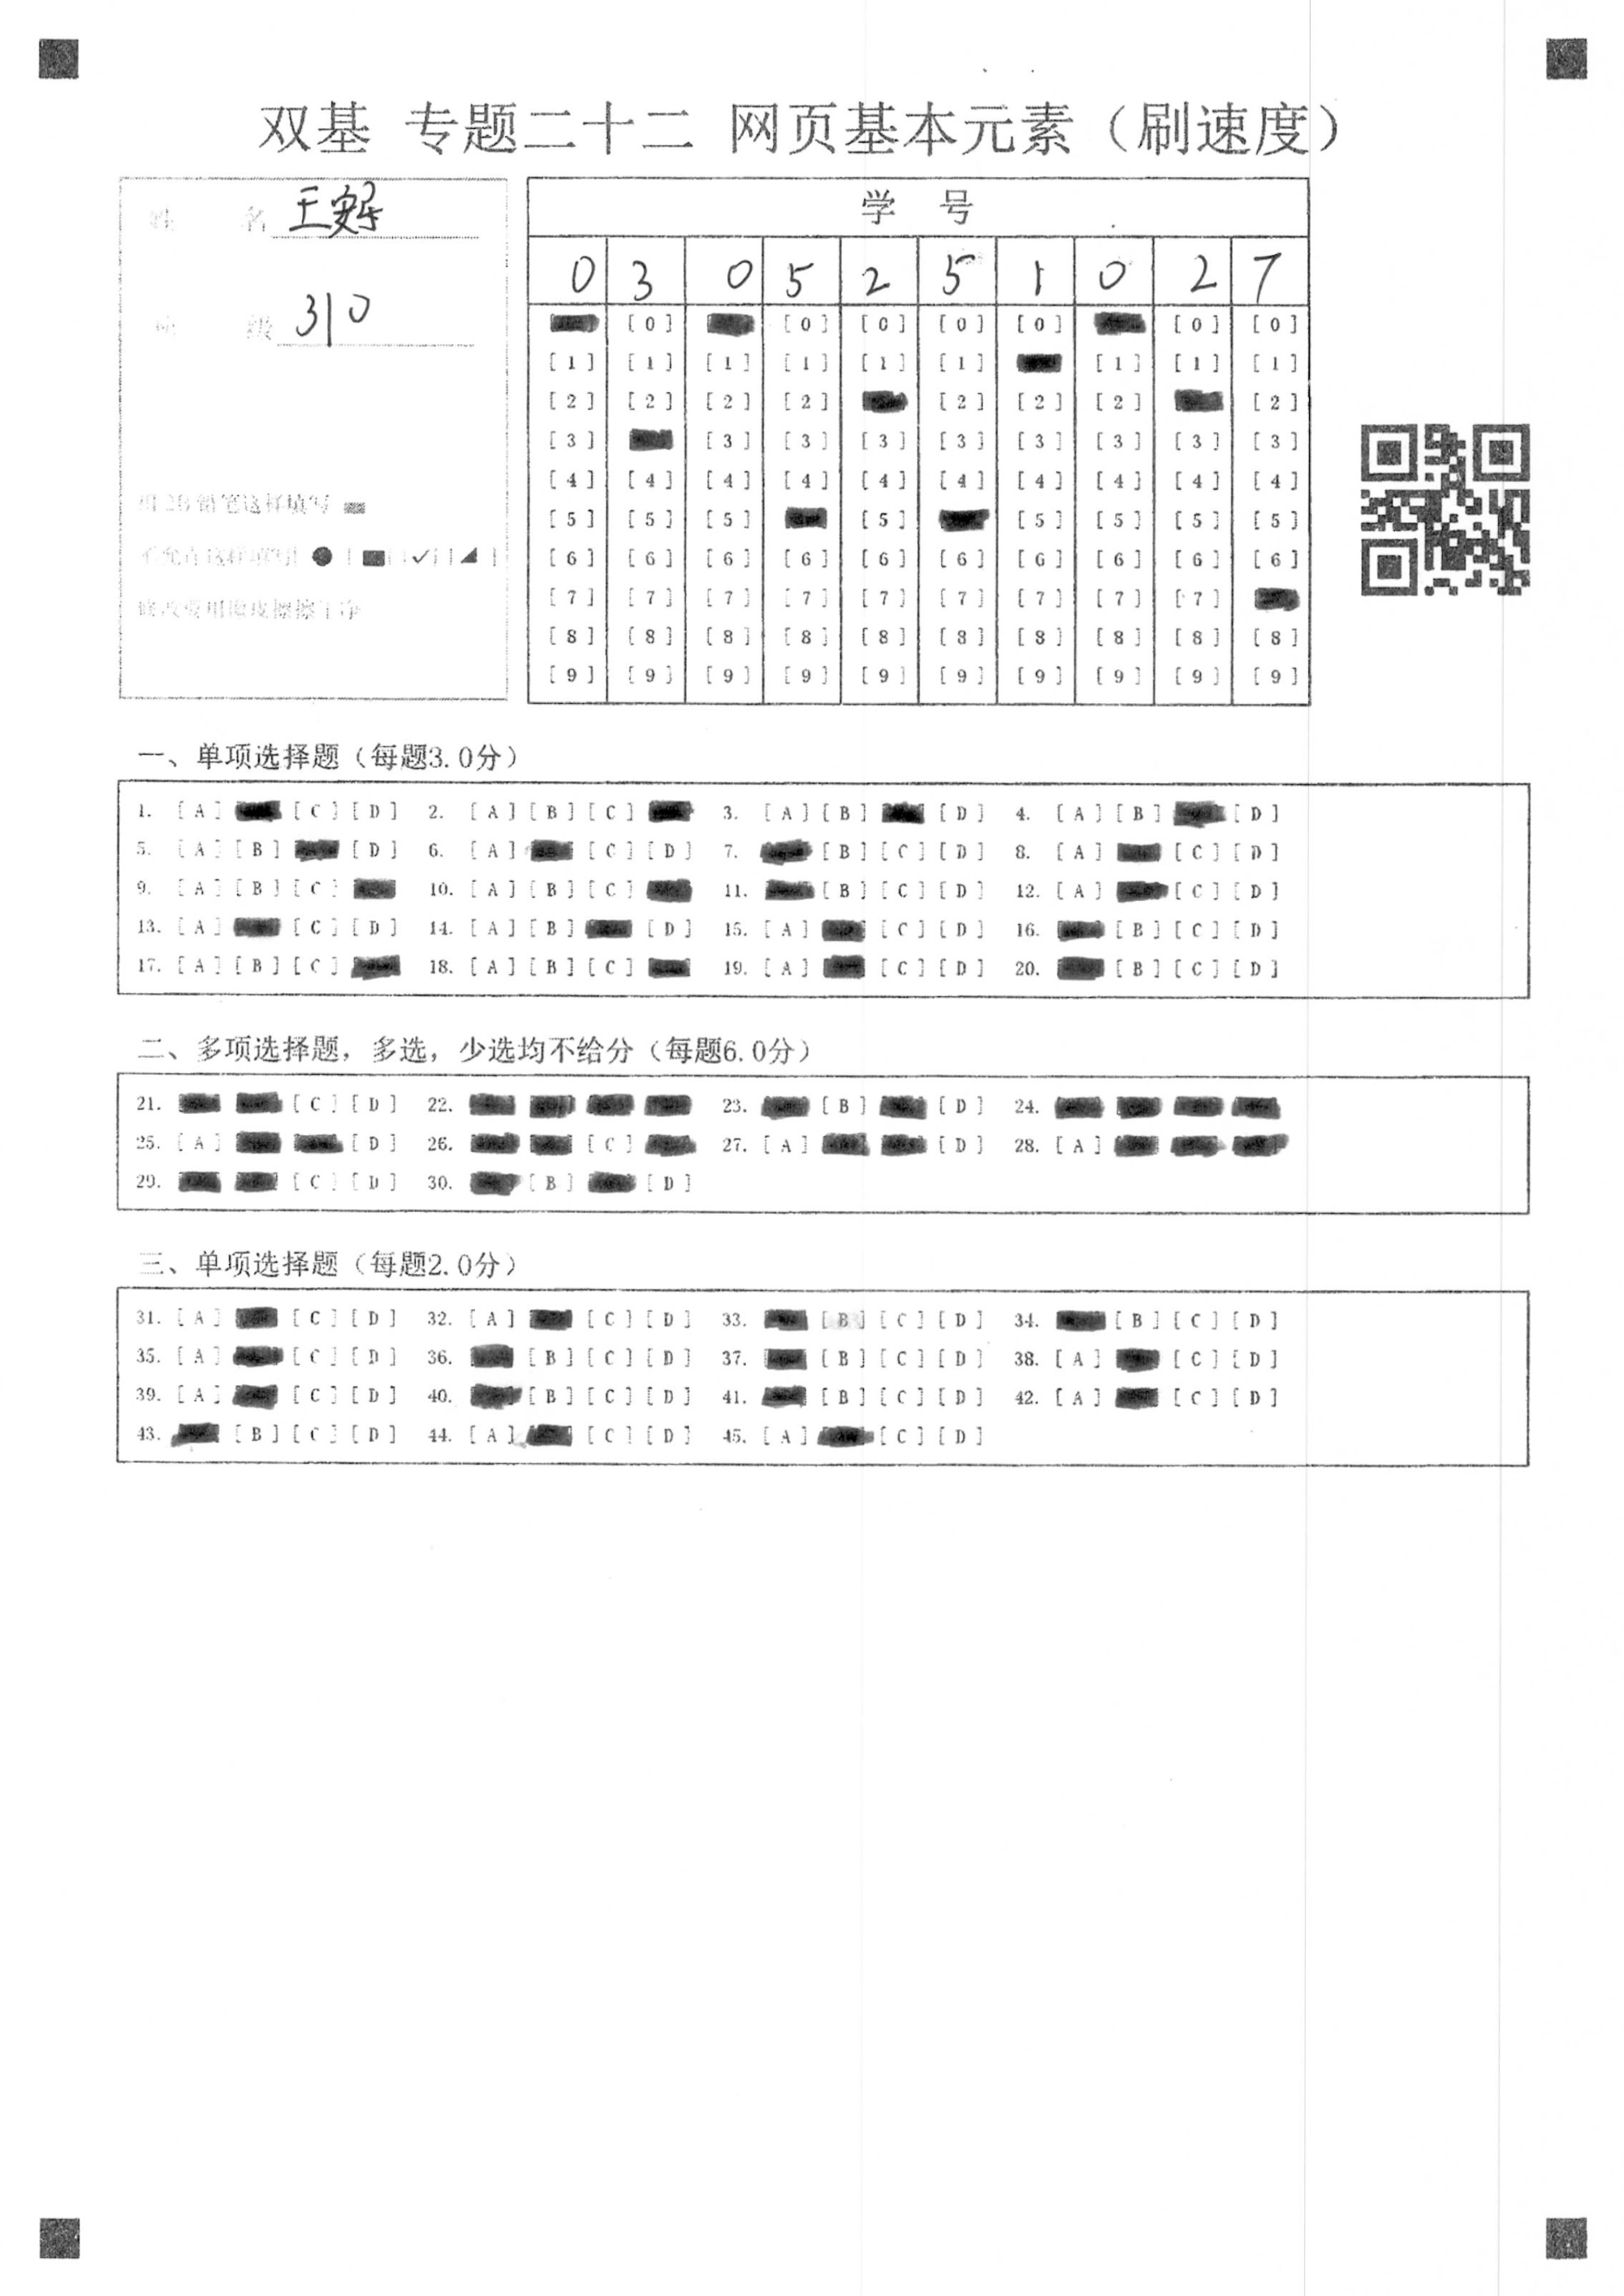 双基 专题二十二 网页基本元素（刷速度）
姓 名
班 级 310
用2B铅笔这样填写
不允许这样填写
修改要用橡皮擦擦干净
学 号
0 3 0 5 2 5 1 0 2 7
[0] [0] [0] [0] [0] [0] [0]
[1] [1] [1] [1] [1] [1] [1] [1] [1]
[2] [2] [2] [2] [2] [2] [2] [2]
[3] [3] [3] [3] [3] [3] [3] [3] [3]
[4] [4] [4] [4] [4] [4] [4] [4] [4] [4]
[5] [5] [5] [5] [5] [5] [5] [5]
[6] [6] [6] [6] [6] [6] [6] [6] [6] [6]
[7] [7] [7] [7] [7] [7] [7] [7] [7]
[8] [8] [8] [8] [8] [8] [8] [8] [8] [8]
[9] [9] [9] [9] [9] [9] [9] [9] [9] [9]
一、单项选择题（每题3.0分）
1. [A] [C] [D] 2. [A] [B] [C] 3. [A] [B] [D] 4. [A] [B] [D]
5. [A] [B] [D] 6. [A] [C] [D] 7. [B] [C] [D] 8. [A] [C] [D]
9. [A] [B] [C] 10. [A] [B] [C] 11. [B] [C] [D] 12. [A] [C] [D]
13. [A] [C] [D] 14. [A] [B] [D] 15. [A] [C] [D] 16. [B] [C] [D]
17. [A] [B] [C] 18. [A] [B] [C] 19. [A] [C] [D] 20. [B] [C] [D]
二、多项选择题，多选，少选均不给分（每题6.0分）
21. [C] [D] 22. 23. [B] [D] 24.
25. [A] [D] 26. [C] 27. [A] [D] 28. [A]
29. [C] [D] 30. [B] [D]
三、单项选择题（每题2.0分）
31. [A] [C] [D] 32. [A] [C] [D] 33. [B] [C] [D] 34. [B] [C] [D]
35. [A] [C] [D] 36. [B] [C] [D] 37. [B] [C] [D] 38. [A] [C] [D]
39. [A] [C] [D] 40. [B] [C] [D] 41. [B] [C] [D] 42. [A] [C] [D]
43. [B] [C] [D] 44. [A] [C] [D] 45. [A] [C] [D]